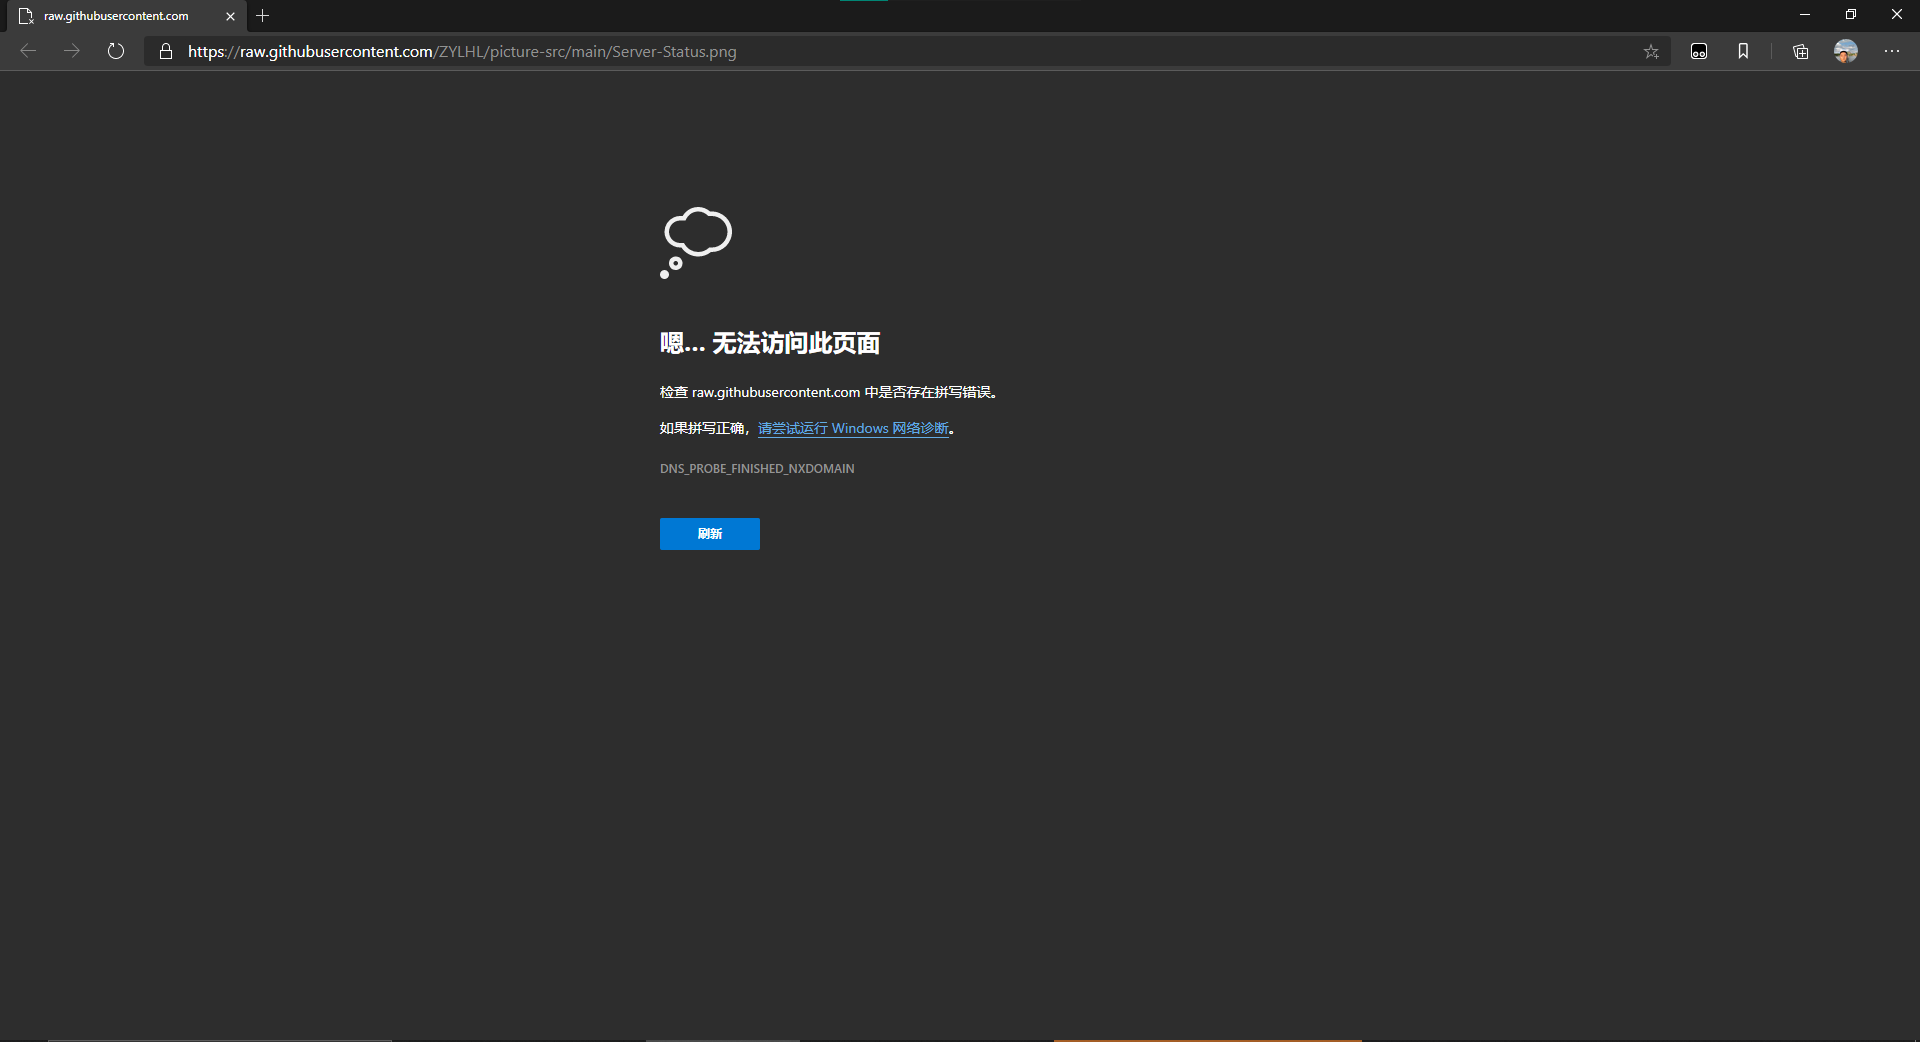 raw.githubusercontent.com
https://raw.githubusercontent.com/ZYLHL/picture-src/main/Server-Status.png
嗯... 无法访问此页面
检查 raw.githubusercontent.com 中是否存在拼写错误。
如果拼写正确，请尝试运行 Windows 网络诊断。
DNS_PROBE_FINISHED_NXDOMAIN
刷新